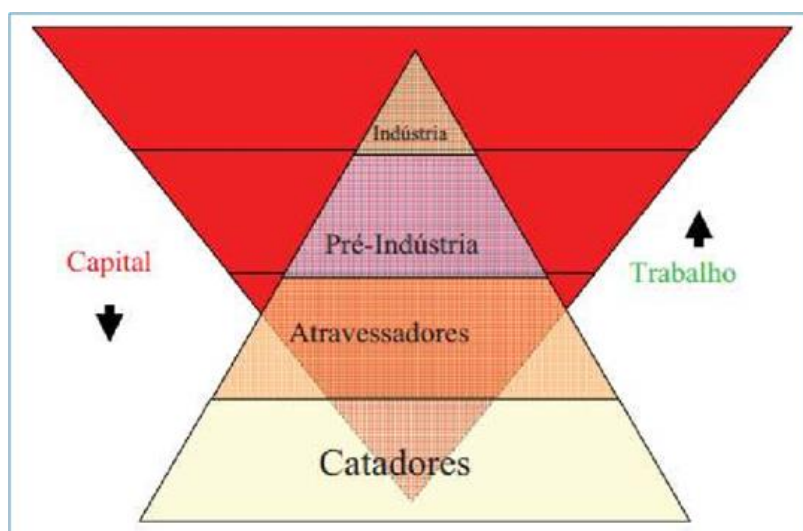 Indústria
Pré-Indústria
Capital
Trabalho
Atravessadores
Catadores